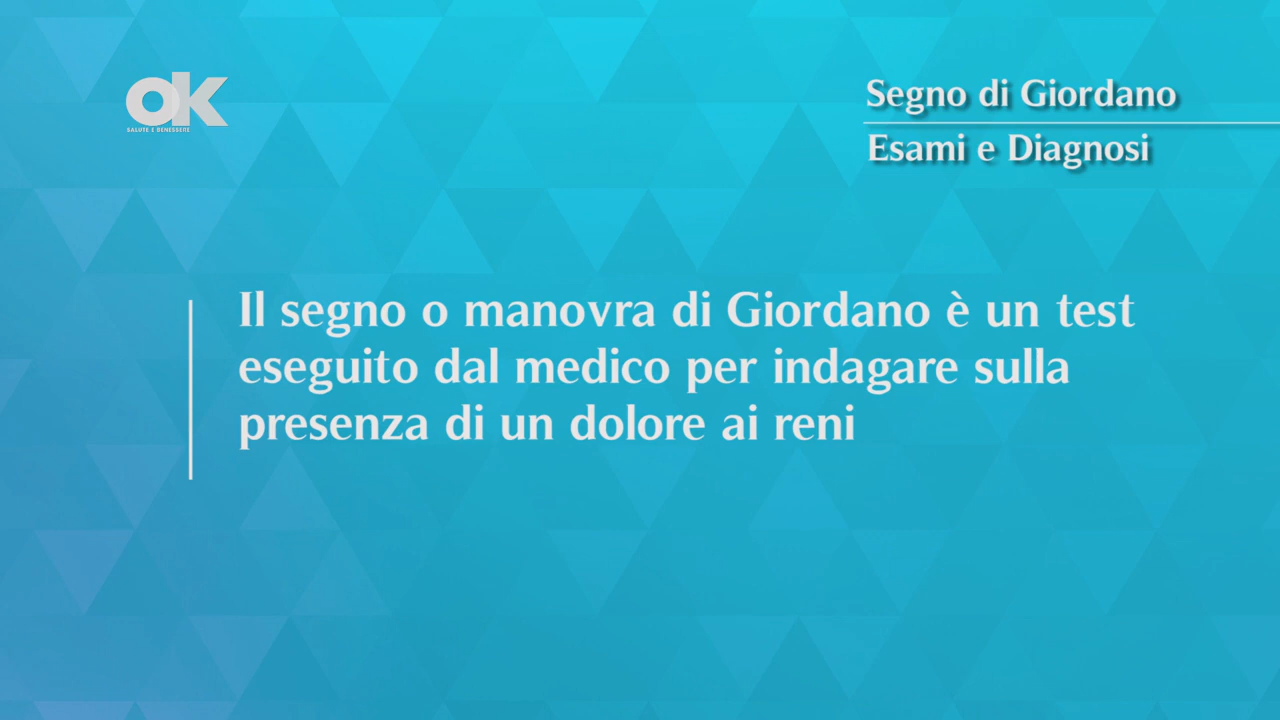 OK
SALUTE E BENESSERE
Segno di Giordano
Esami e Diagnosi
Il segno o manovra di Giordano è un test
eseguito dal medico per indagare sulla
presenza di un dolore ai reni